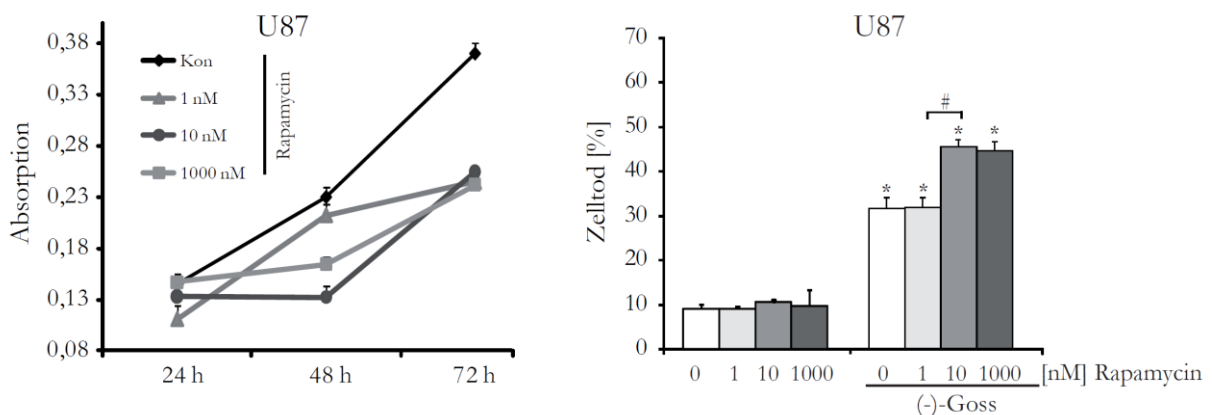 U87
0,38
0,33
0,28
0,23
0,18
0,13
0,08
Absorption
Kon
1 nM
10 nM
1000 nM
Rapamycin
24 h 48 h 72 h
U87
70
60
50
40
30
20
10
0
Zelltod [%]
#
* * * *
0 1 10 1000 0 1 10 1000 [nM] Rapamycin
(-)-Goss